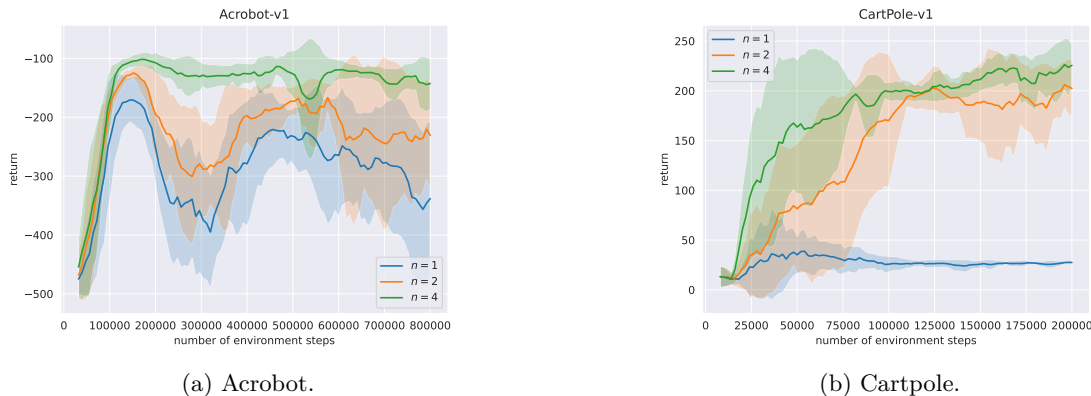 Acrobot-v1
−100
−200
−300
−400
−500
return
0 100000 200000 300000 400000 500000 600000 700000 800000
number of environment steps
n = 1
n = 2
n = 4
(a) Acrobot.
CartPole-v1
n = 1
n = 2
n = 4
250
200
150
100
50
0
return
0 25000 50000 75000 100000 125000 150000 175000 200000
number of environment steps
(b) Cartpole.